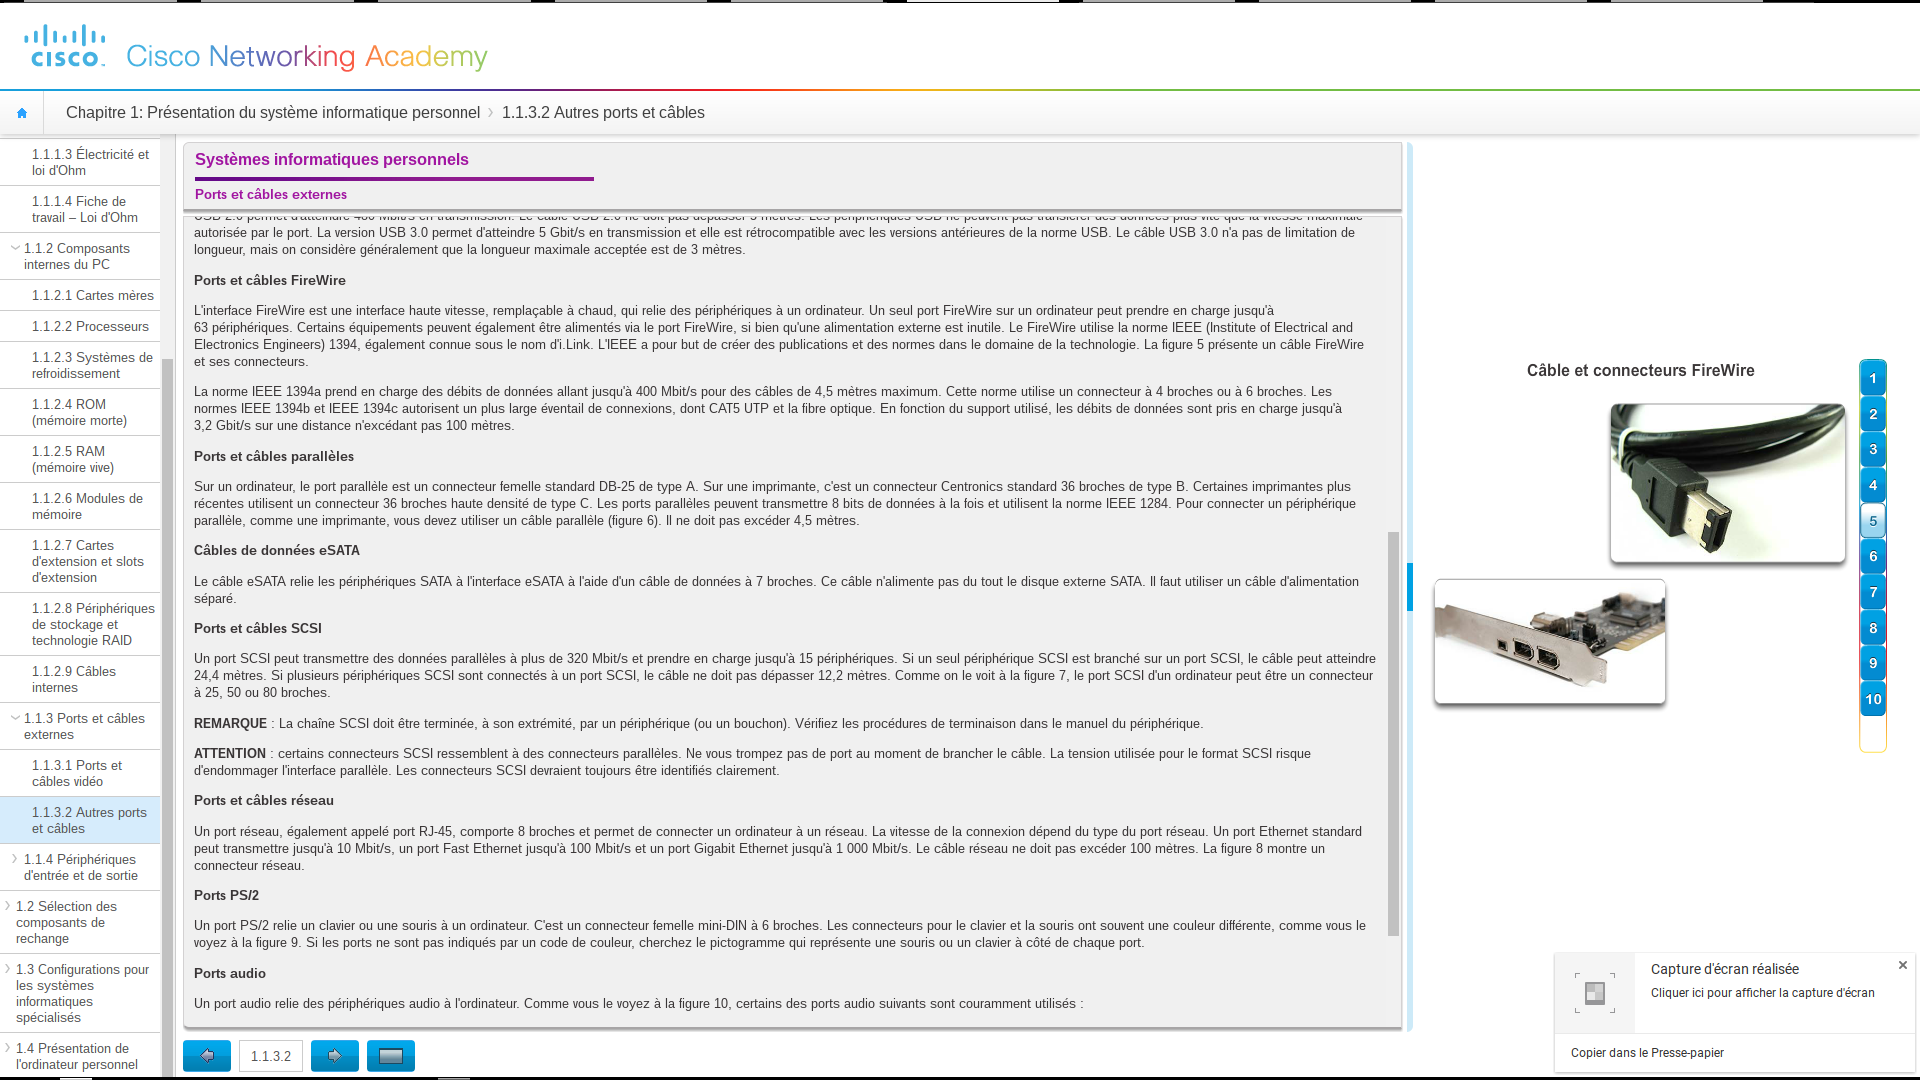 cisco
Cisco Networking Academy
Chapitre 1: Présentation du système informatique personnel
1.1.3.2 Autres ports et câbles
1.1.1.3 Électricité et
loi d'Ohm
1.1.1.4 Fiche de
travail – Loi d'Ohm
1.1.2 Composants
internes du PC
1.1.2.1 Cartes mères
1.1.2.2 Processeurs
1.1.2.3 Systèmes de
refroidissement
1.1.2.4 ROM
(mémoire morte)
1.1.2.5 RAM
(mémoire vive)
1.1.2.6 Modules de
mémoire
1.1.2.7 Cartes
d'extension et slots
d'extension
1.1.2.8 Périphériques
de stockage et
technologie RAID
1.1.2.9 Câbles
internes
1.1.3 Ports et câbles
externes
1.1.3.1 Ports et
câbles vidéo
1.1.3.2 Autres ports
et câbles
1.1.4 Périphériques
d'entrée et de sortie
1.2 Sélection des
composants de
rechange
1.3 Configurations pour
les systèmes
informatiques
spécialisés
1.4 Présentation de
l'ordinateur personnel
Systèmes informatiques personnels
Ports et câbles externes
USB 2.0 permet d'atteindre 480 Mbit/s en transmission. Le câble USB 2.0 ne doit pas dépasser 5 mètres. Les périphériques USB ne peuvent pas transférer des données plus vite que la vitesse maximale
autorisée par le port. La version USB 3.0 permet d'atteindre 5 Gbit/s en transmission et elle est rétrocompatible avec les versions antérieures de la norme USB. Le câble USB 3.0 n'a pas de limitation de
longueur, mais on considère généralement que la longueur maximale acceptée est de 3 mètres.
Ports et câbles FireWire
L'interface FireWire est une interface haute vitesse, remplaçable à chaud, qui relie des périphériques à un ordinateur. Un seul port FireWire sur un ordinateur peut prendre en charge jusqu'à
63 périphériques. Certains équipements peuvent également être alimentés via le port FireWire, si bien qu'une alimentation externe est inutile. Le FireWire utilise la norme IEEE (Institute of Electrical and
Electronics Engineers) 1394, également connue sous le nom d'i.Link. L'IEEE a pour but de créer des publications et des normes dans le domaine de la technologie. La figure 5 présente un câble FireWire
et ses connecteurs.
La norme IEEE 1394a prend en charge des débits de données allant jusqu'à 400 Mbit/s pour des câbles de 4,5 mètres maximum. Cette norme utilise un connecteur à 4 broches ou à 6 broches. Les
normes IEEE 1394b et IEEE 1394c autorisent un plus large éventail de connexions, dont CAT5 UTP et la fibre optique. En fonction du support utilisé, les débits de données sont pris en charge jusqu'à
3,2 Gbit/s sur une distance n'excédant pas 100 mètres.
Ports et câbles parallèles
Sur un ordinateur, le port parallèle est un connecteur femelle standard DB-25 de type A. Sur une imprimante, c'est un connecteur Centronics standard 36 broches de type B. Certaines imprimantes plus
récentes utilisent un connecteur 36 broches haute densité de type C. Les ports parallèles peuvent transmettre 8 bits de données à la fois et utilisent la norme IEEE 1284. Pour connecter un périphérique
parallèle, comme une imprimante, vous devez utiliser un câble parallèle (figure 6). Il ne doit pas excéder 4,5 mètres.
Câbles de données eSATA
Le câble eSATA relie les périphériques SATA à l'interface eSATA à l'aide d'un câble de données à 7 broches. Ce câble n'alimente pas du tout le disque externe SATA. Il faut utiliser un câble d'alimentation
séparé.
Ports et câbles SCSI
Un port SCSI peut transmettre des données parallèles à plus de 320 Mbit/s et prendre en charge jusqu'à 15 périphériques. Si un seul périphérique SCSI est branché sur un port SCSI, le câble peut atteindre
24,4 mètres. Si plusieurs périphériques SCSI sont connectés à un port SCSI, le câble ne doit pas dépasser 12,2 mètres. Comme on le voit à la figure 7, le port SCSI d'un ordinateur peut être un connecteur
à 25, 50 ou 80 broches.
REMARQUE : La chaîne SCSI doit être terminée, à son extrémité, par un périphérique (ou un bouchon). Vérifiez les procédures de terminaison dans le manuel du périphérique.
ATTENTION : certains connecteurs SCSI ressemblent à des connecteurs parallèles. Ne vous trompez pas de port au moment de brancher le câble. La tension utilisée pour le format SCSI risque
d'endommager l'interface parallèle. Les connecteurs SCSI devraient toujours être identifiés clairement.
Ports et câbles réseau
Un port réseau, également appelé port RJ-45, comporte 8 broches et permet de connecter un ordinateur à un réseau. La vitesse de la connexion dépend du type du port réseau. Un port Ethernet standard
peut transmettre jusqu'à 10 Mbit/s, un port Fast Ethernet jusqu'à 100 Mbit/s et un port Gigabit Ethernet jusqu'à 1 000 Mbit/s. Le câble réseau ne doit pas excéder 100 mètres. La figure 8 montre un
connecteur réseau.
Ports PS/2
Un port PS/2 relie un clavier ou une souris à un ordinateur. C'est un connecteur femelle mini-DIN à 6 broches. Les connecteurs pour le clavier et la souris ont souvent une couleur différente, comme vous le
voyez à la figure 9. Si les ports ne sont pas indiqués par un code de couleur, cherchez le pictogramme qui représente une souris ou un clavier à côté de chaque port.
Ports audio
Un port audio relie des périphériques audio à l'ordinateur. Comme vous le voyez à la figure 10, certains des ports audio suivants sont couramment utilisés :
1.1.3.2
Câble et connecteurs FireWire
1
2
3
4
5
6
7
8
9
10
Capture d'écran réalisée
Cliquer ici pour afficher la capture d'écran
Copier dans le Presse-papier